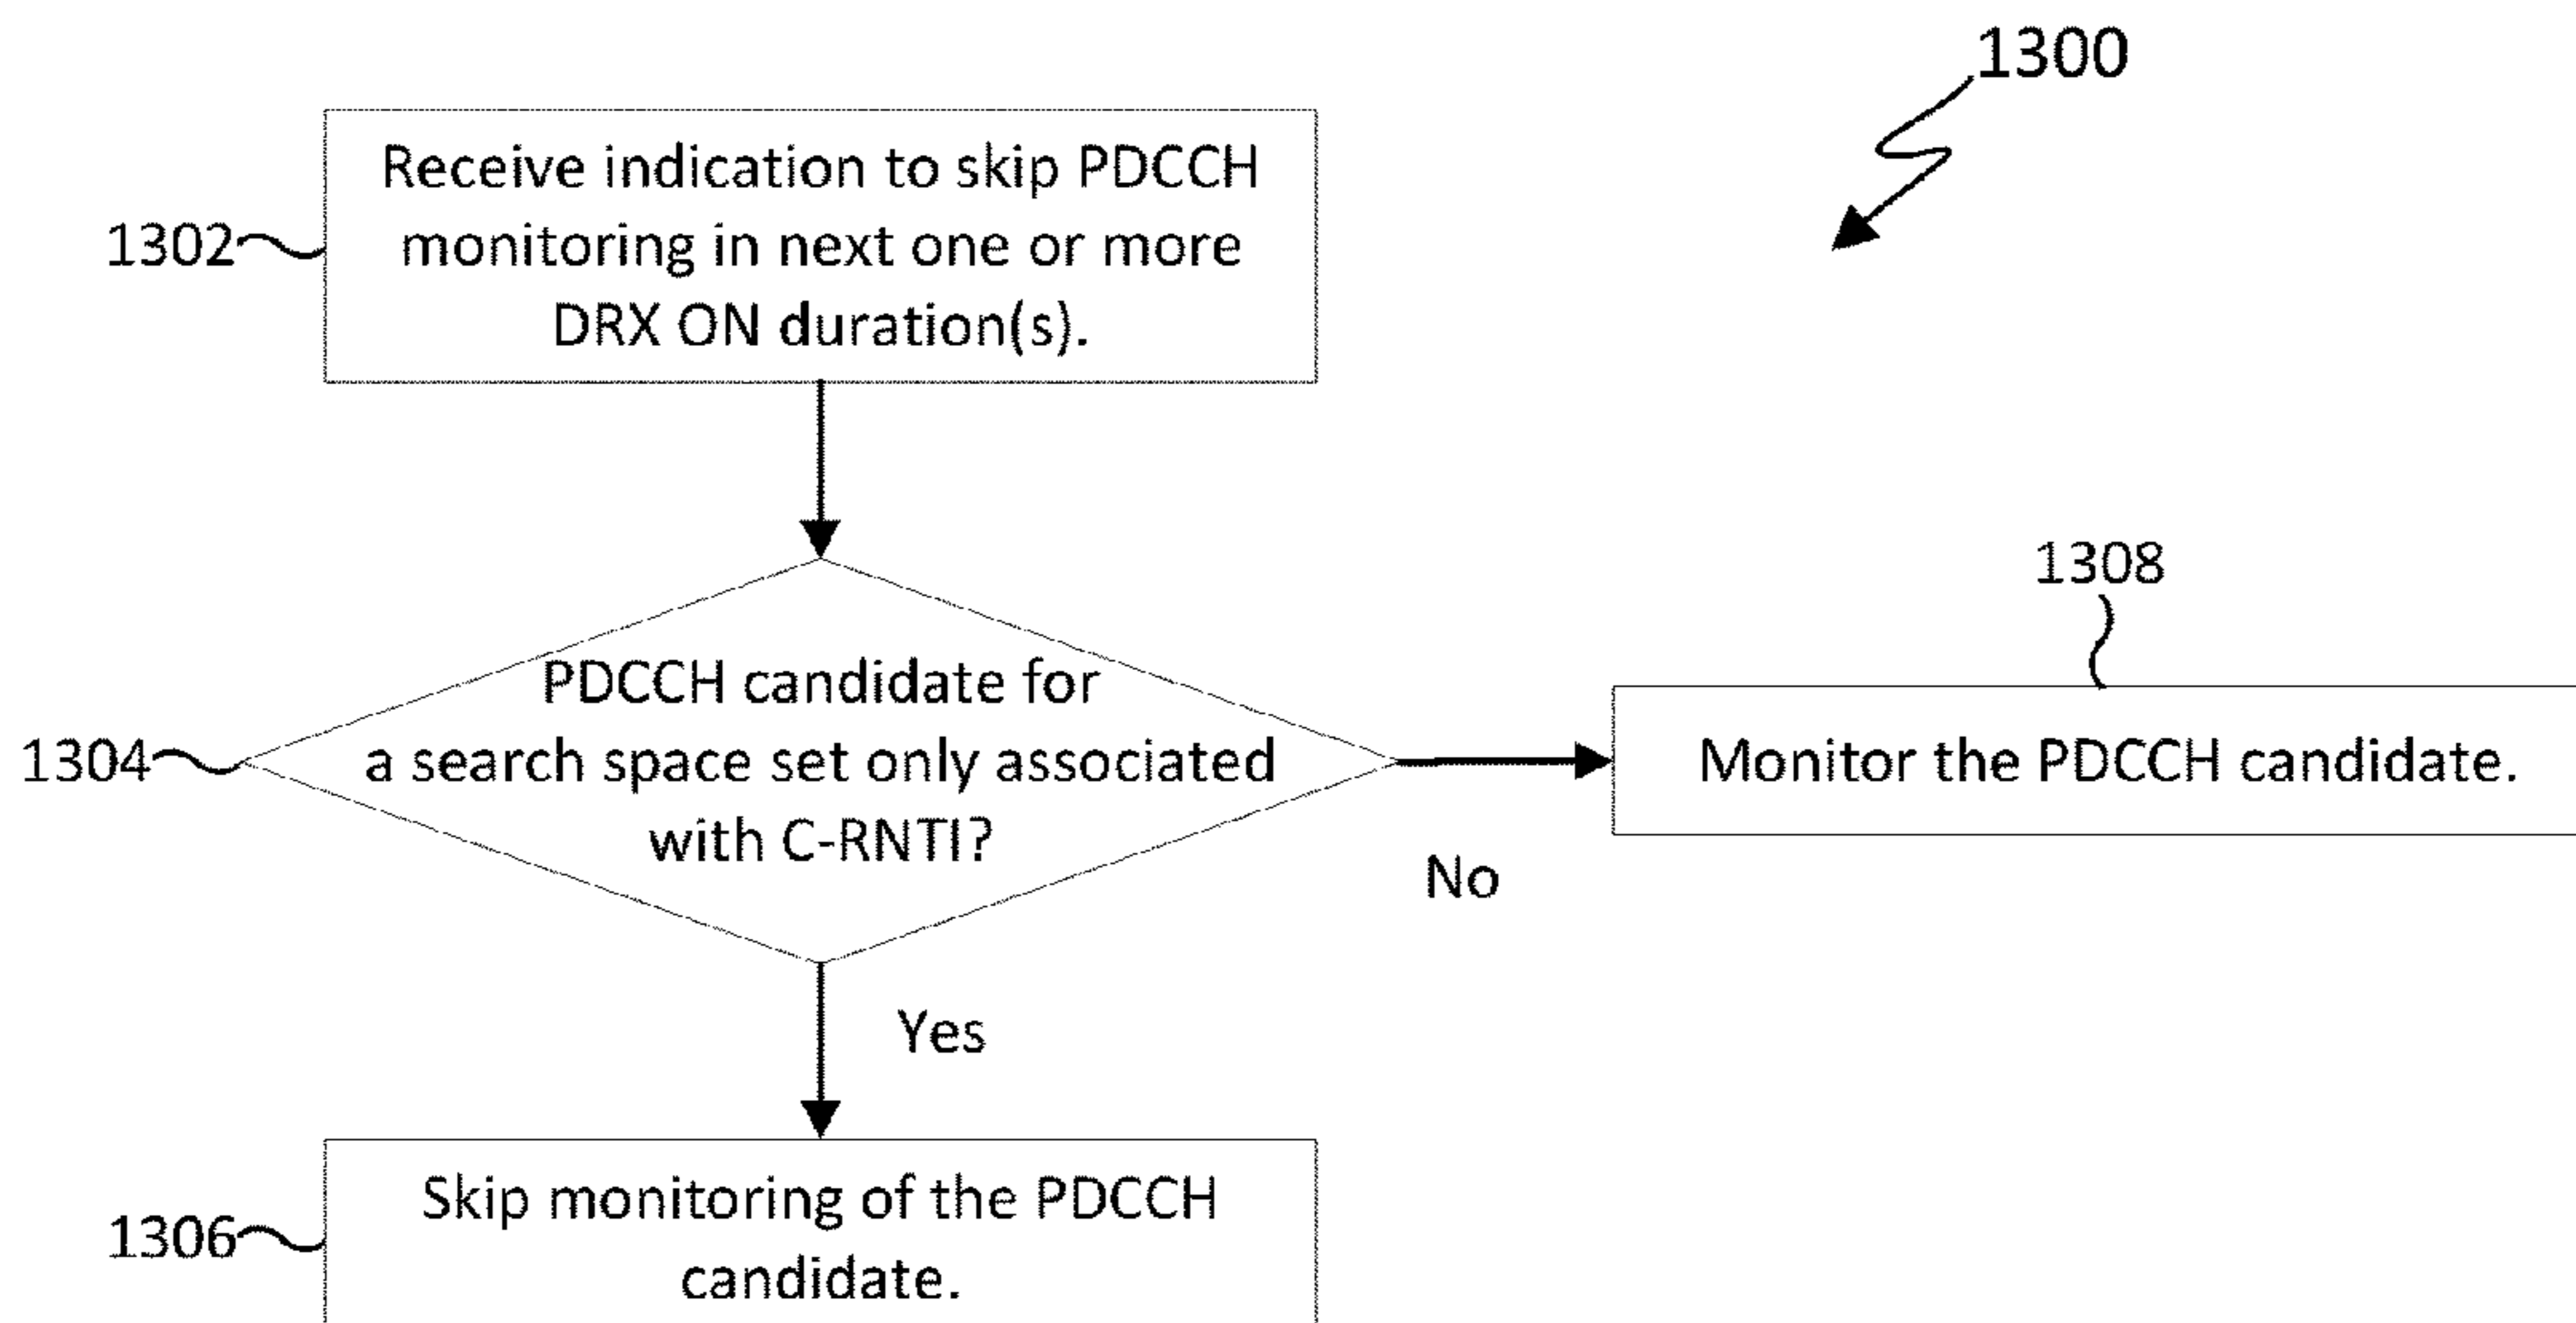 1300
Receive indication to skip PDCCH
1302
monitoring in next one or more
DRX ON duration(s).
1308
PDCCH candidate for
1304
a search space set only associated
Monitor the PDCCH candidate.
with C-RNTI?
No
Yes
Skip monitoring of the PDCCH
1306
candidate.